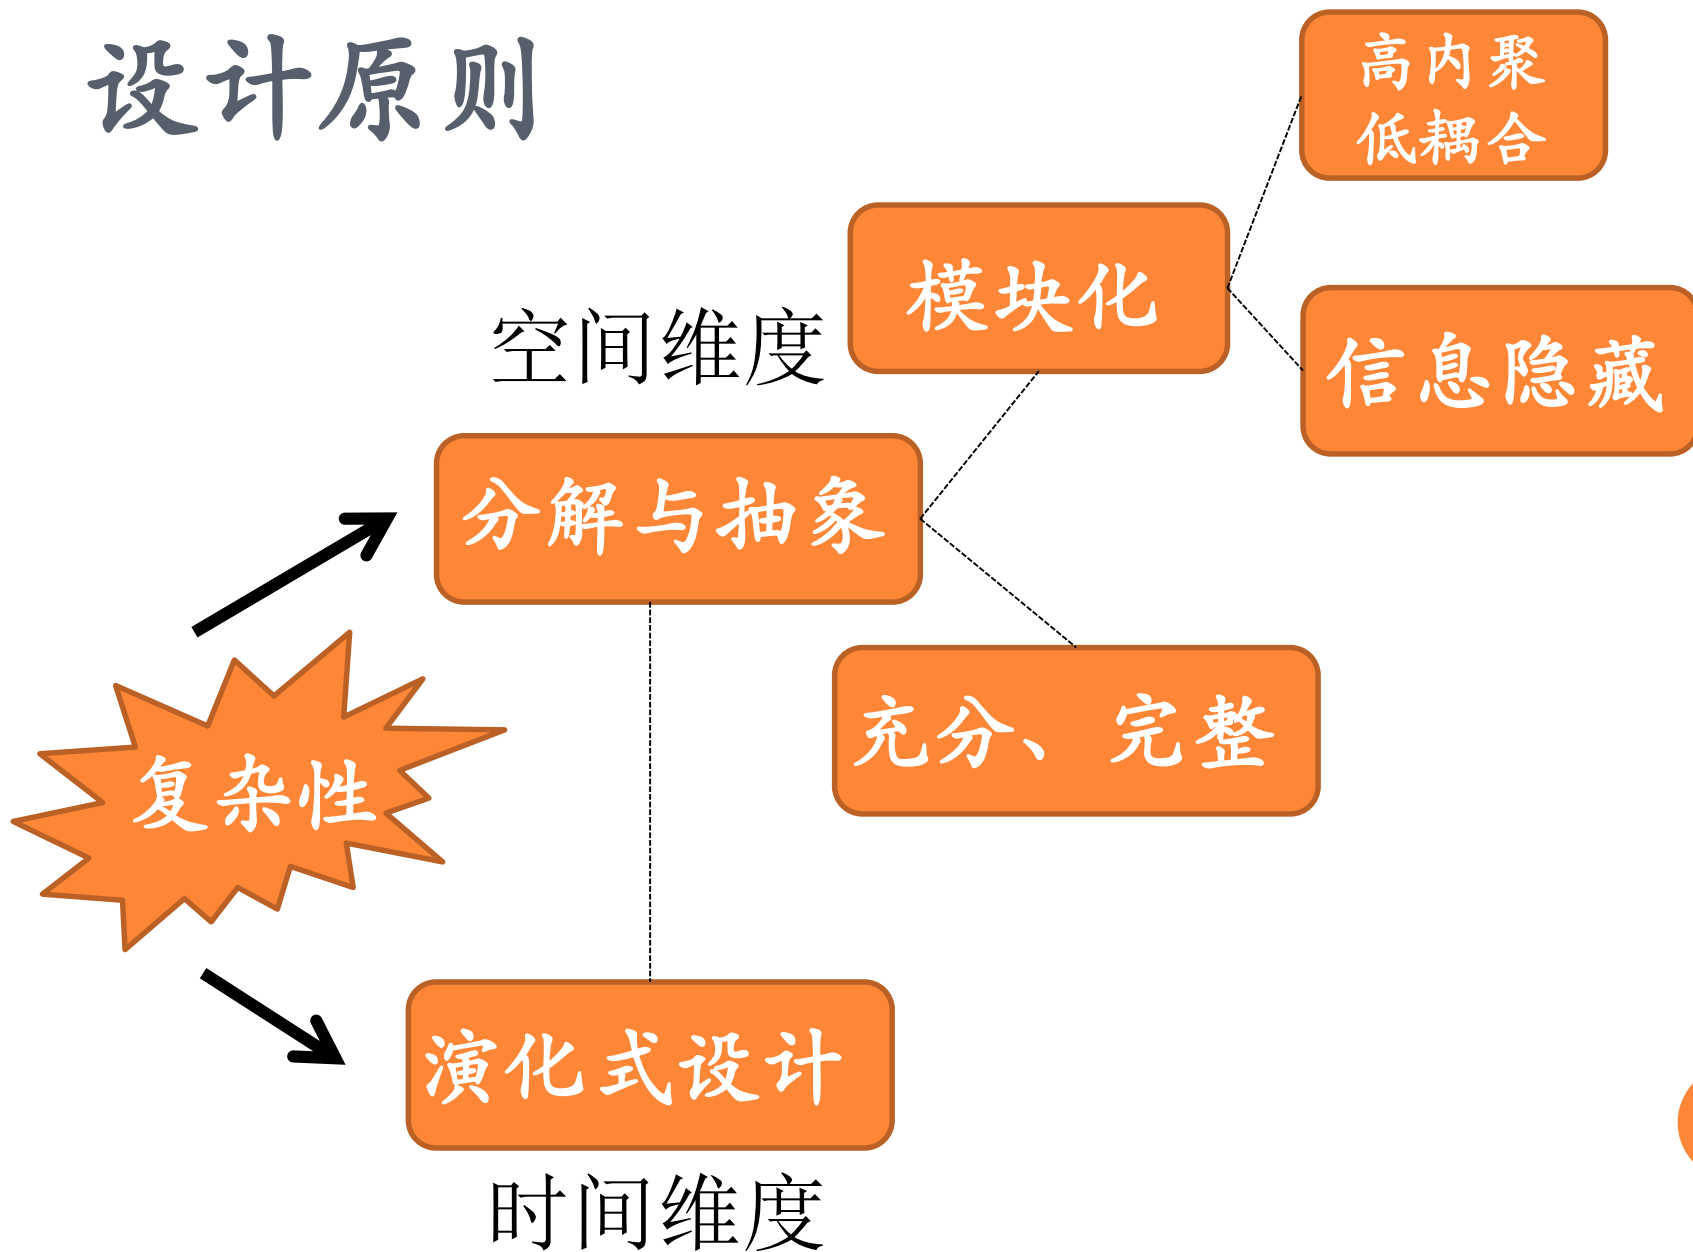 设计原则
高内聚
低耦合
模块化
空间维度
信息隐藏
分解与抽象
充分、完整
复杂性
演化式设计
时间维度